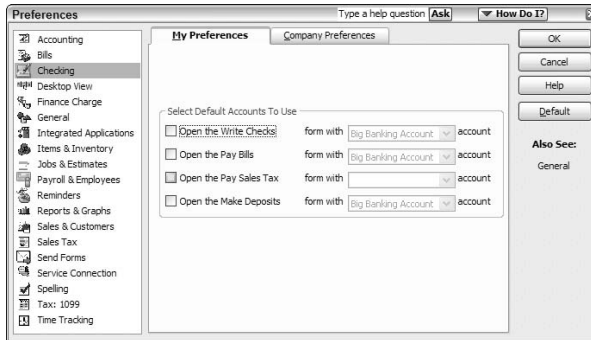 Preferences
Type a help question Ask How Do I?
My Preferences Company Preferences
Accounting
Bills
Checking
Desktop View
Finance Charge
General
Integrated Applications
Items & Inventory
Jobs & Estimates
Payroll & Employees
Reminders
Reports & Graphs
Sales & Customers
Sales Tax
Send Forms
Service Connection
Spelling
Tax: 1099
Time Tracking
Select Default Accounts To Use
Open the Write Checks form with Big Banking Account account
Open the Pay Bills form with Big Banking Account account
Open the Pay Sales Tax form with account
Open the Make Deposits form with Big Banking Account account
OK
Cancel
Help
Default
Also See:
General